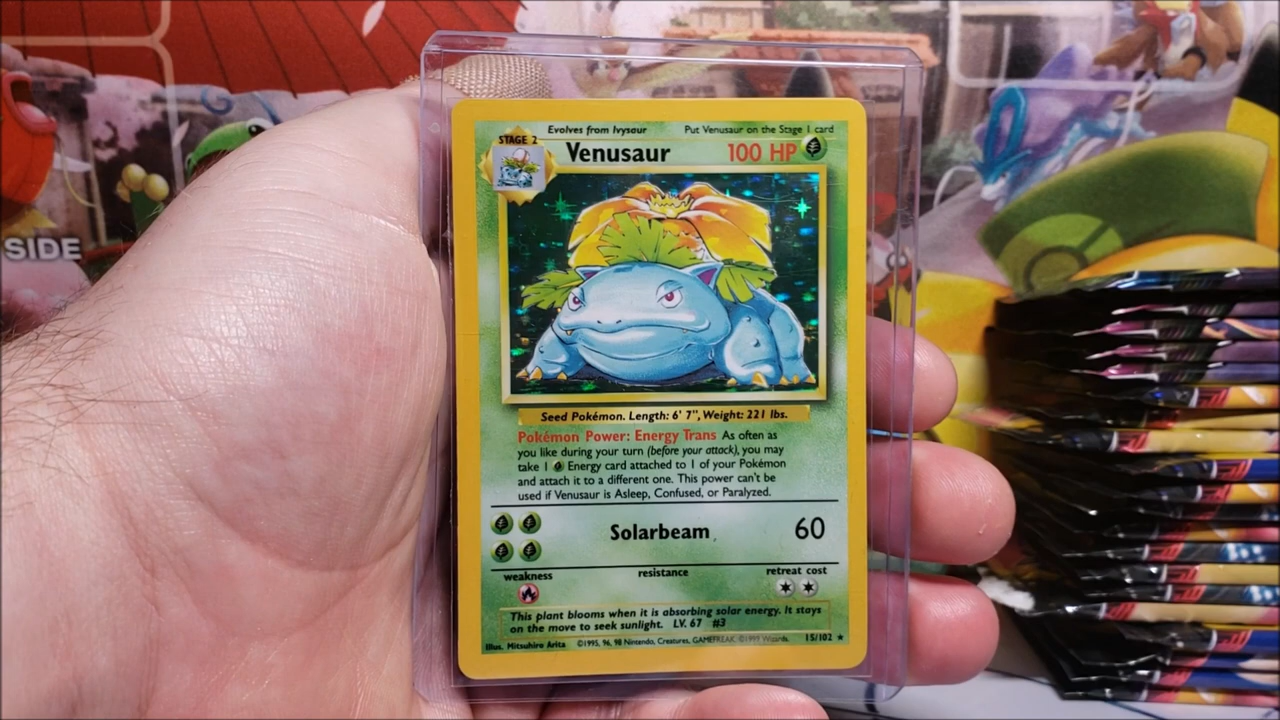 SIDE
Evolves from Ivysaur Put Venusaur on the Stage 1 card
STAGE 2
Venusaur 100 HP
Seed Pokémon. Length: 6' 7", Weight: 221 lbs.
Pokémon Power: Energy Trans As often as
you like during your turn (before your attack), you may
take 1 Energy card attached to 1 of your Pokémon
and attach it to a different one. This power can't be
used if Venusaur is Asleep, Confused, or Paralyzed.
Solarbeam 60
weakness resistance retreat cost
This plant blooms when it is absorbing solar energy. It stays
on the move to seek sunlight. LV. 67 #3
Illus. Mitsuhiro Arita ©1995, 96, 98 Nintendo, Creatures, GAMEFREAK. ©1999 Wizards. 15/102 ★